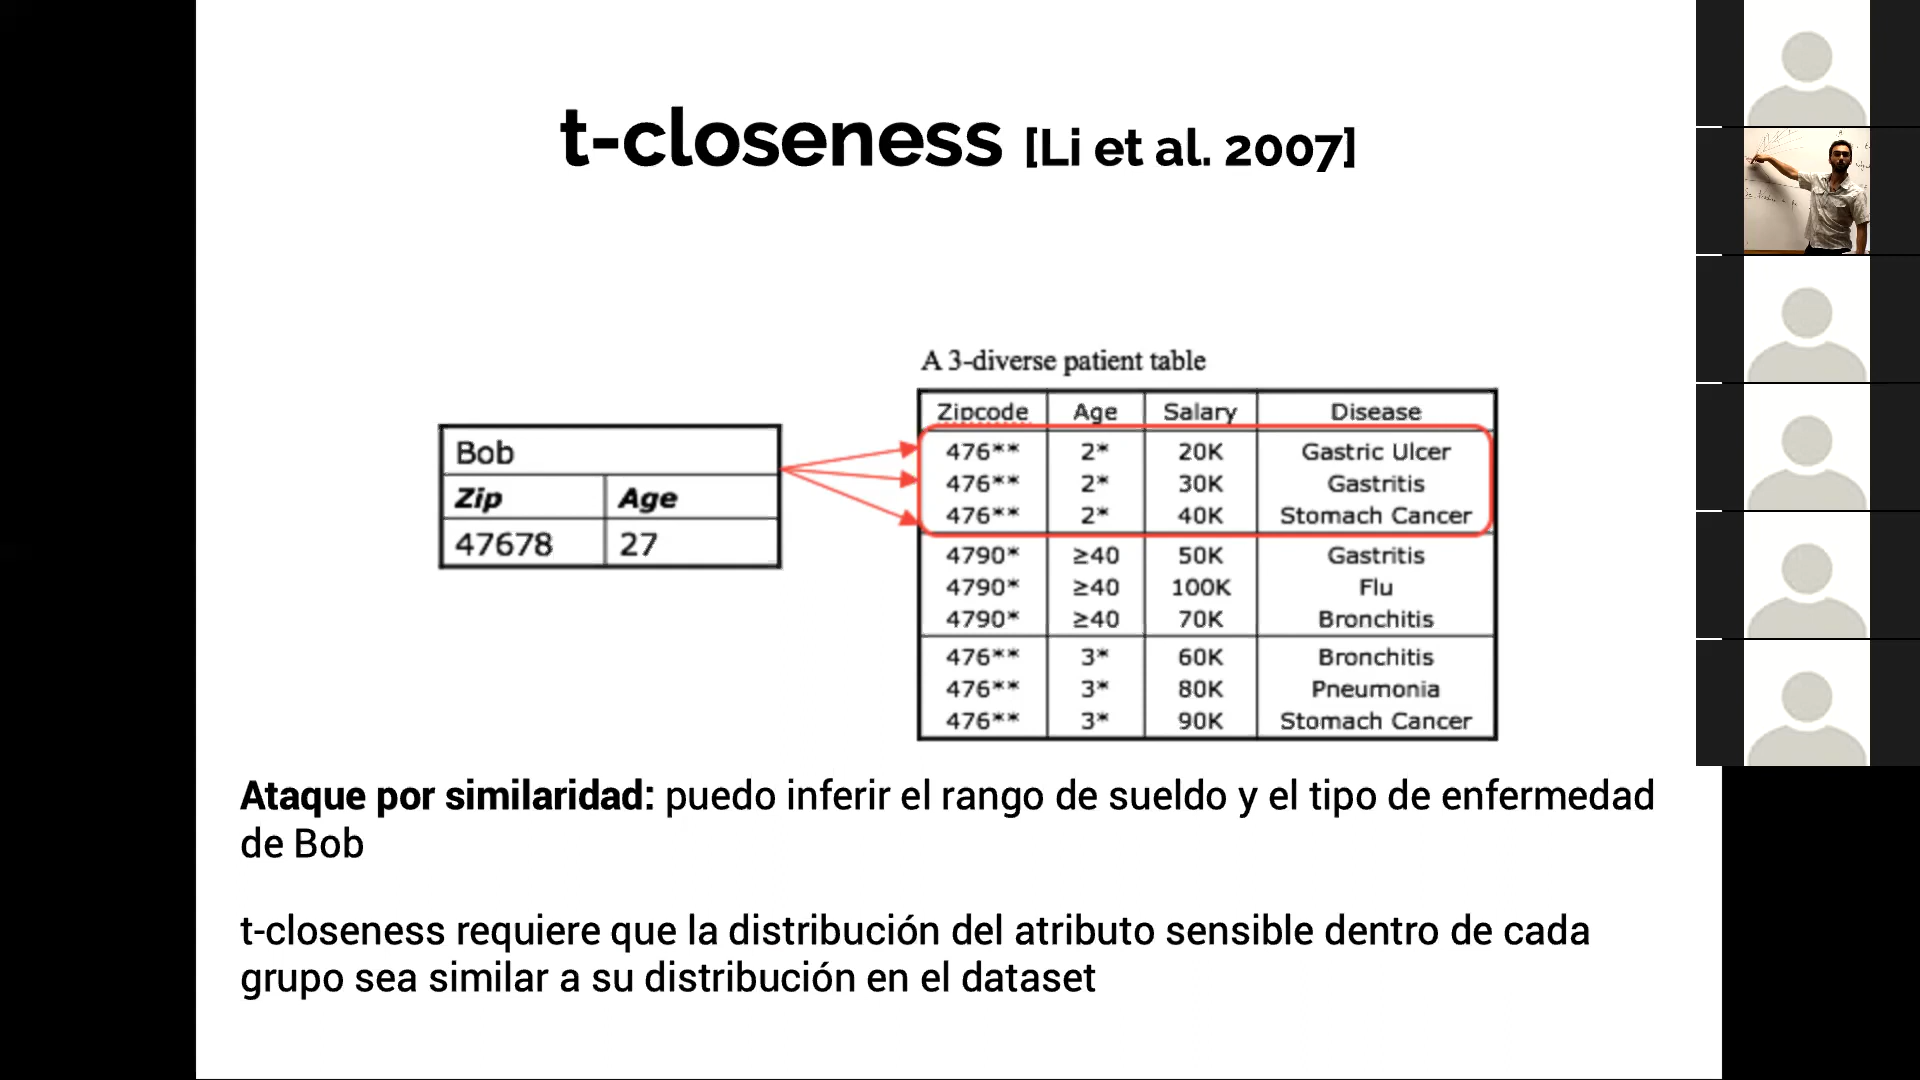 t-closeness [Li et al. 2007]
A 3-diverse patient table
Bob
Zip Age
47678 27
Zipcode Age Salary Disease
476** 2* 20K Gastric Ulcer
476** 2* 30K Gastritis
476** 2* 40K Stomach Cancer
4790* ≥40 50K Gastritis
4790* ≥40 100K Flu
4790* ≥40 70K Bronchitis
476** 3* 60K Bronchitis
476** 3* 80K Pneumonia
476** 3* 90K Stomach Cancer
Ataque por similaridad: puedo inferir el rango de sueldo y el tipo de enfermedad
de Bob
t-closeness requiere que la distribución del atributo sensible dentro de cada
grupo sea similar a su distribución en el dataset